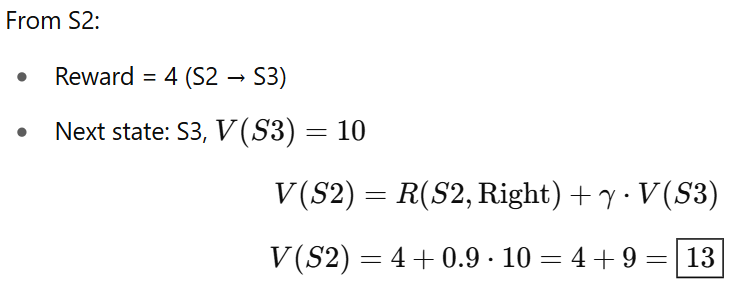 From S2:
• Reward = 4 (S2 → S3)
• Next state: S3, V(S3) = 10
V(S2) = R(S2, Right) + γ · V(S3)
V(S2) = 4 + 0.9 · 10 = 4 + 9 = 13